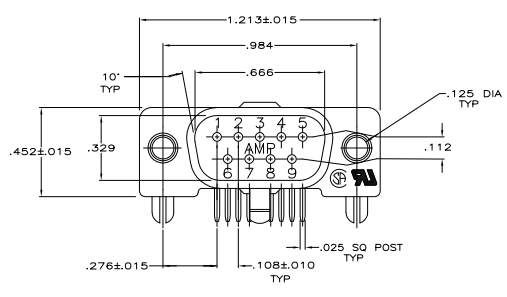 1.213±.015
.984
10°
TYP
.666
.125 DIA
TYP
1 2 3 4 5
.452±.015
.329
AMP
.112
6 7 8 9
.025 SQ POST
TYP
.276±.015
.108±.010
TYP